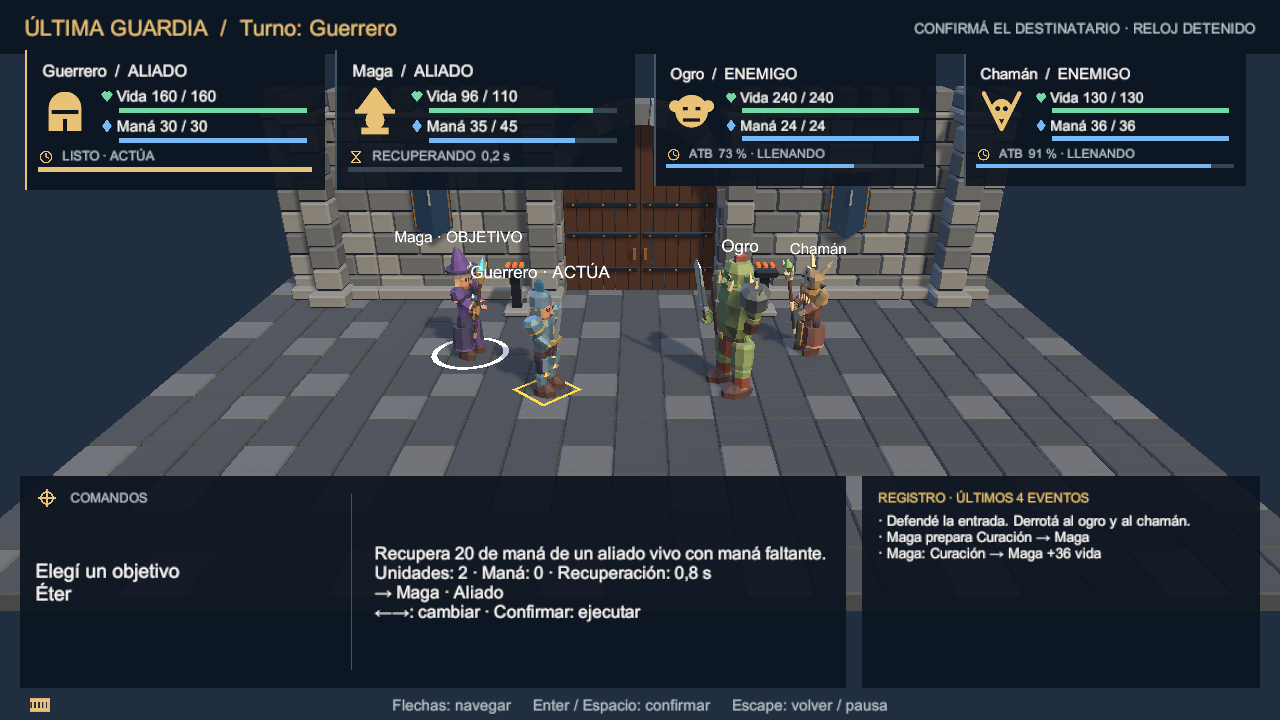 ÚLTIMA GUARDIA / Turno: Guerrero
CONFIRMÁ EL DESTINATARIO · RELOJ DETENIDO
Guerrero / ALIADO
Vida 160 / 160
Maná 30 / 30
LISTO · ACTÚA
Maga / ALIADO
Vida 96 / 110
Maná 35 / 45
RECUPERANDO 0,2 s
Ogro / ENEMIGO
Vida 240 / 240
Maná 24 / 24
ATB 73 % · LLENANDO
Chamán / ENEMIGO
Vida 130 / 130
Maná 36 / 36
ATB 91 % · LLENANDO
Maga · OBJETIVO
Guerrero · ACTÚA
Ogro
Chamán
COMANDOS
Elegí un objetivo
Éter
Recupera 20 de maná de un aliado vivo con maná faltante.
Unidades: 2 · Maná: 0 · Recuperación: 0,8 s
→ Maga · Aliado
←→: cambiar · Confirmar: ejecutar
REGISTRO · ÚLTIMOS 4 EVENTOS
· Defendé la entrada. Derrotá al ogro y al chamán.
· Maga prepara Curación → Maga
· Maga: Curación → Maga +36 vida
Flechas: navegar Enter / Espacio: confirmar Escape: volver / pausa